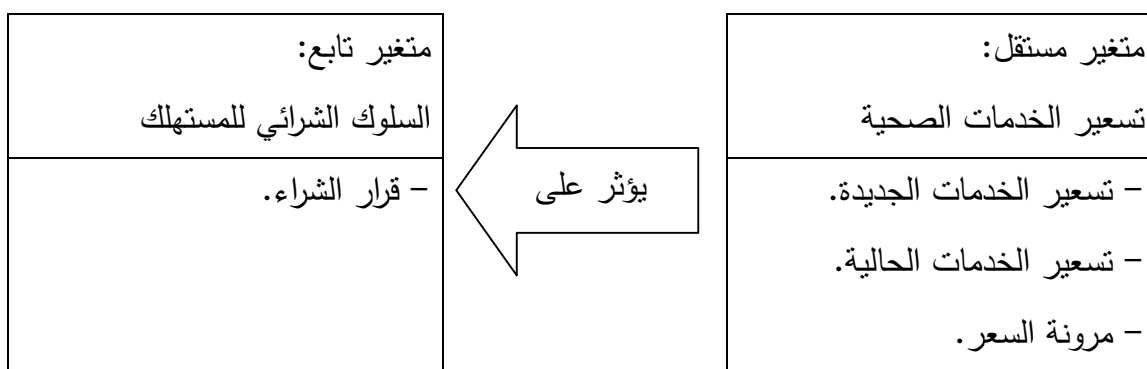 متغير مستقل:
تسعير الخدمات الصحية
– تسعير الخدمات الجديدة.
– تسعير الخدمات الحالية.
– مرونة السعر.
يؤثر على
متغير تابع:
السلوك الشرائي للمستهلك
– قرار الشراء.